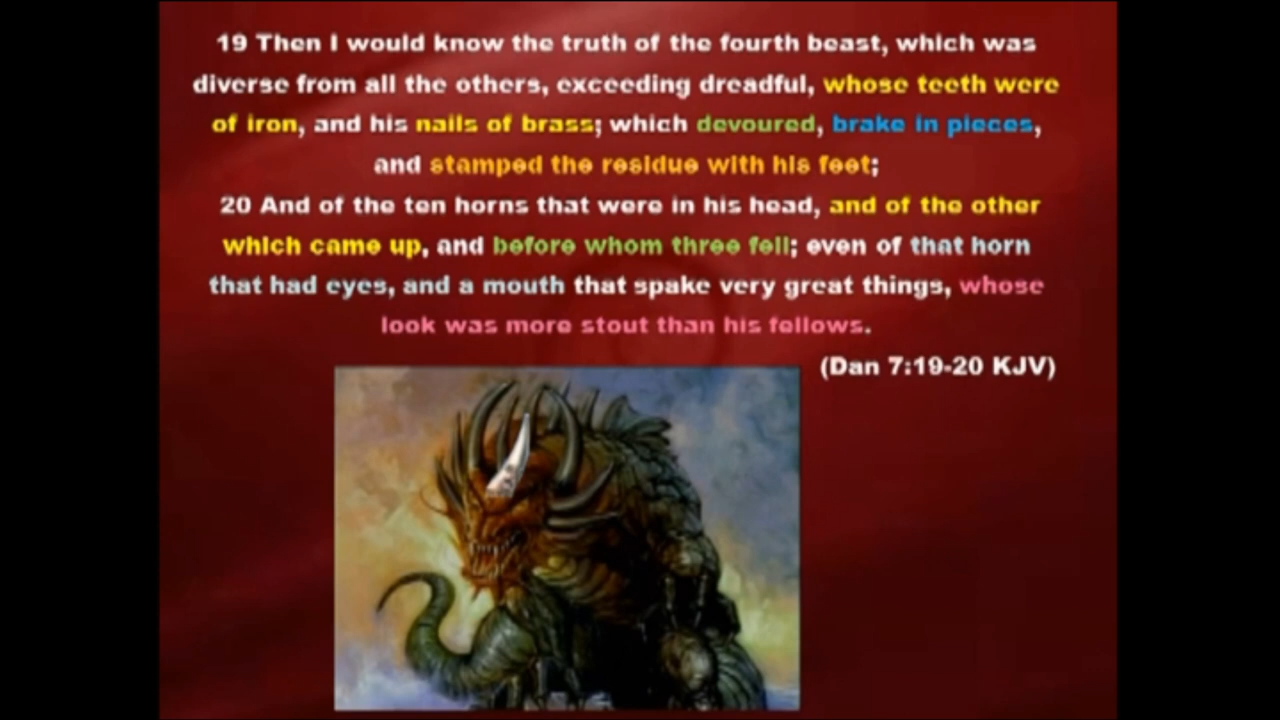 19 Then I would know the truth of the fourth beast, which was
diverse from all the others, exceeding dreadful, whose teeth were
of iron, and his nails of brass; which devoured, brake in pieces,
and stamped the residue with his feet;
20 And of the ten horns that were in his head, and of the other
which came up, and before whom three fell; even of that horn
that had eyes, and a mouth that spake very great things, whose
look was more stout than his fellows.
(Dan 7:19-20 KJV)